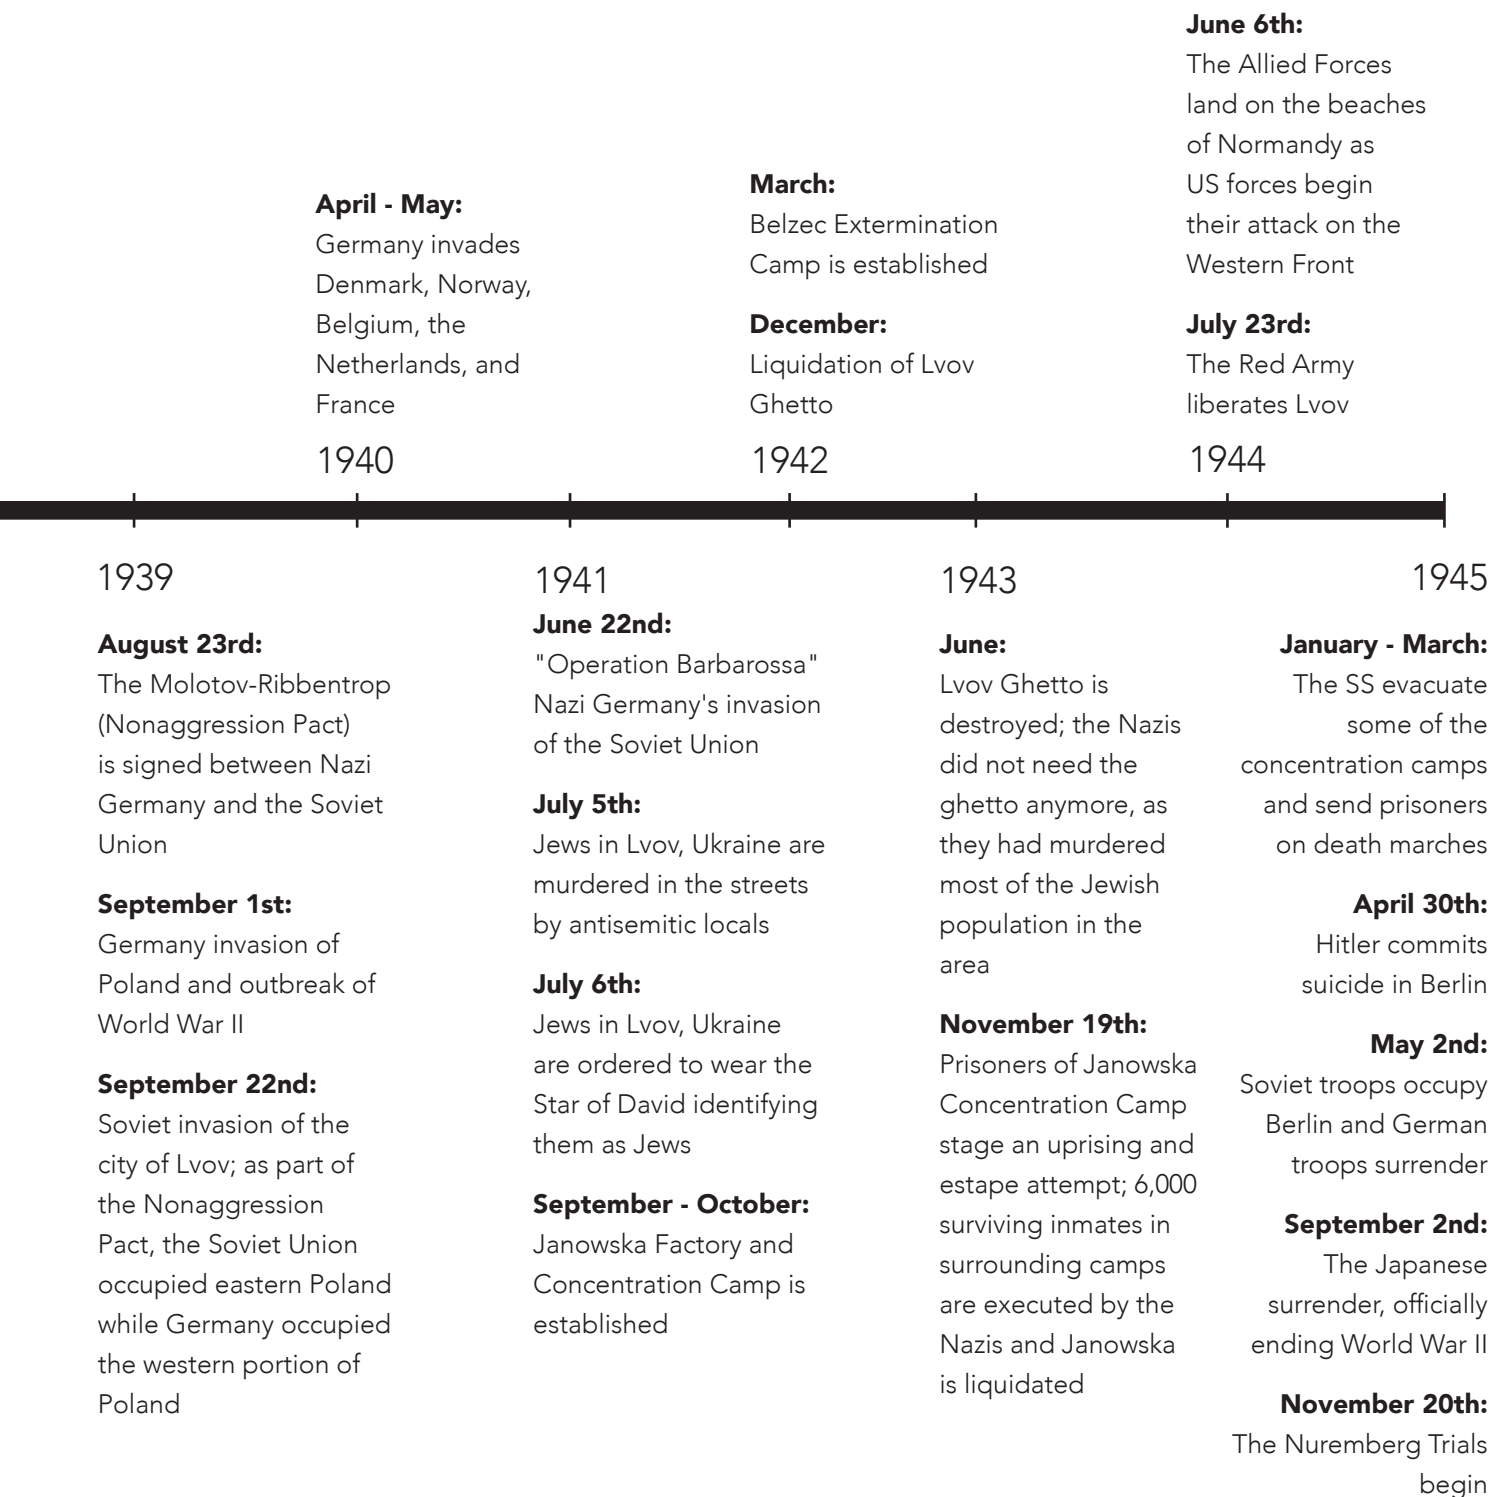 June 6th:
The Allied Forces
land on the beaches
of Normandy as
US forces begin
their attack on the
Western Front
July 23rd:
The Red Army
liberates Lvov
1944
March:
Belzec Extermination
Camp is established
December:
Liquidation of Lvov
Ghetto
1942
April - May:
Germany invades
Denmark, Norway,
Belgium, the
Netherlands, and
France
1940
1939
August 23rd:
The Molotov-Ribbentrop
(Nonaggression Pact)
is signed between Nazi
Germany and the Soviet
Union
September 1st:
Germany invasion of
Poland and outbreak of
World War II
September 22nd:
Soviet invasion of the
city of Lvov; as part of
the Nonaggression
Pact, the Soviet Union
occupied eastern Poland
while Germany occupied
the western portion of
Poland
1941
June 22nd:
"Operation Barbarossa"
Nazi Germany's invasion
of the Soviet Union
July 5th:
Jews in Lvov, Ukraine are
murdered in the streets
by antisemitic locals
July 6th:
Jews in Lvov, Ukraine
are ordered to wear the
Star of David identifying
them as Jews
September - October:
Janowska Factory and
Concentration Camp is
established
1943
June:
Lvov Ghetto is
destroyed; the Nazis
did not need the
ghetto anymore, as
they had murdered
most of the Jewish
population in the
area
November 19th:
Prisoners of Janowska
Concentration Camp
stage an uprising and
estape attempt; 6,000
surviving inmates in
surrounding camps
are executed by the
Nazis and Janowska
is liquidated
1945
January - March:
The SS evacuate
some of the
concentration camps
and send prisoners
on death marches
April 30th:
Hitler commits
suicide in Berlin
May 2nd:
Soviet troops occupy
Berlin and German
troops surrender
September 2nd:
The Japanese
surrender, officially
ending World War II
November 20th:
The Nuremberg Trials
begin